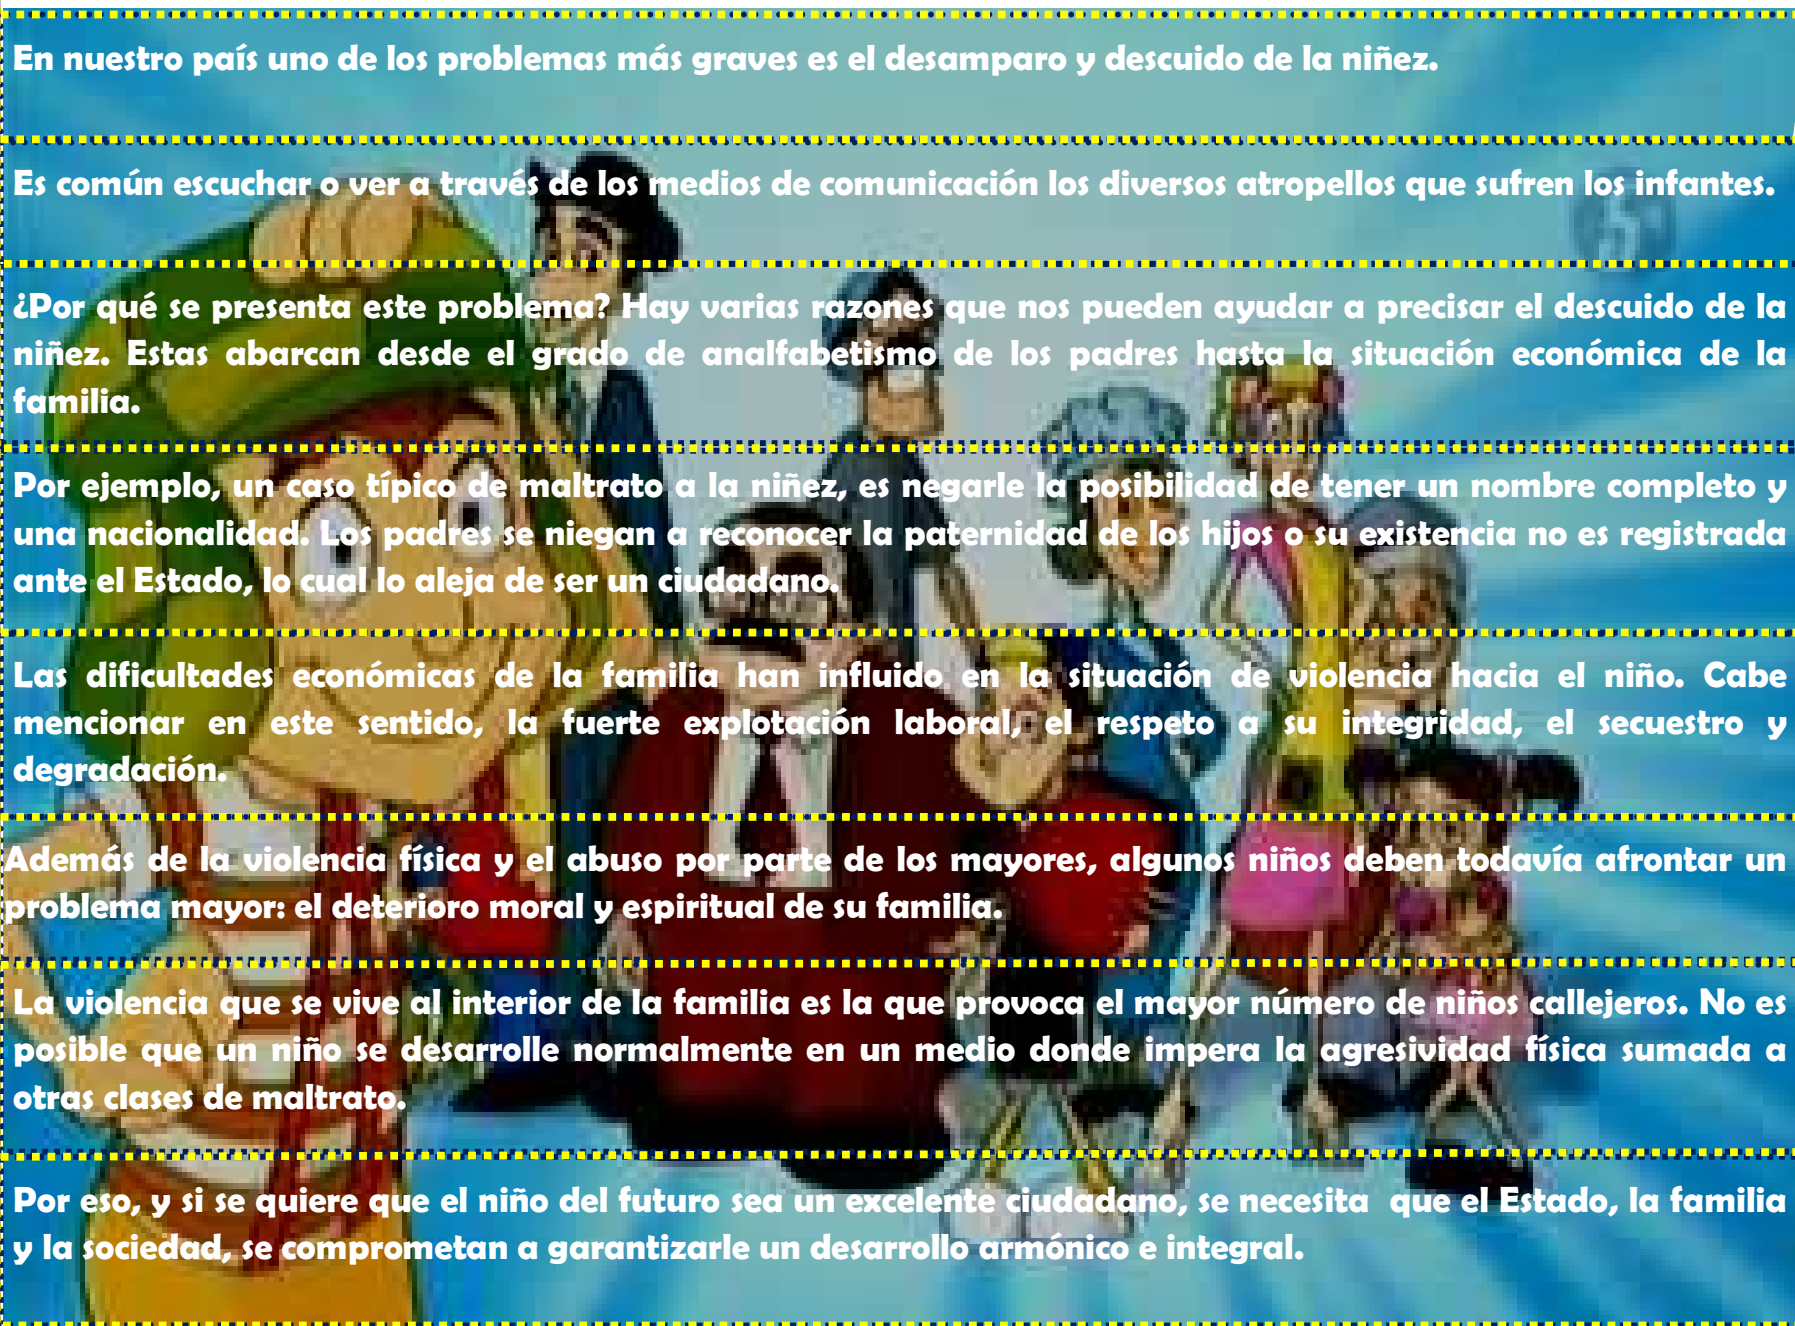 En nuestro país uno de los problemas más graves es el desamparo y descuido de la niñez.
Es común escuchar o ver a través de los medios de comunicación los diversos atropellos que sufren los infantes.
¿Por qué se presenta este problema? Hay varias razones que nos pueden ayudar a precisar el descuido de la
niñez. Estas abarcan desde el grado de analfabetismo de los padres hasta la situación económica de la
familia.
Por ejemplo, un caso típico de maltrato a la niñez, es negarle la posibilidad de tener un nombre completo y
una nacionalidad. Los padres se niegan a reconocer la paternidad de los hijos o su existencia no es registrada
ante el Estado, lo cual lo aleja de ser un ciudadano.
Las dificultades económicas de la familia han influido en la situación de violencia hacia el niño. Cabe
mencionar en este sentido, la fuerte explotación laboral, el respeto a su integridad, el secuestro y
degradación.
Además de la violencia física y el abuso por parte de los mayores, algunos niños deben todavía afrontar un
problema mayor: el deterioro moral y espiritual de su familia.
La violencia que se vive al interior de la familia es la que provoca el mayor número de niños callejeros. No es
posible que un niño se desarrolle normalmente en un medio donde impera la agresividad física sumada a
otras clases de maltrato.
Por eso, y si se quiere que el niño del futuro sea un excelente ciudadano, se necesita que el Estado, la familia
y la sociedad, se comprometan a garantizarle un desarrollo armónico e integral.